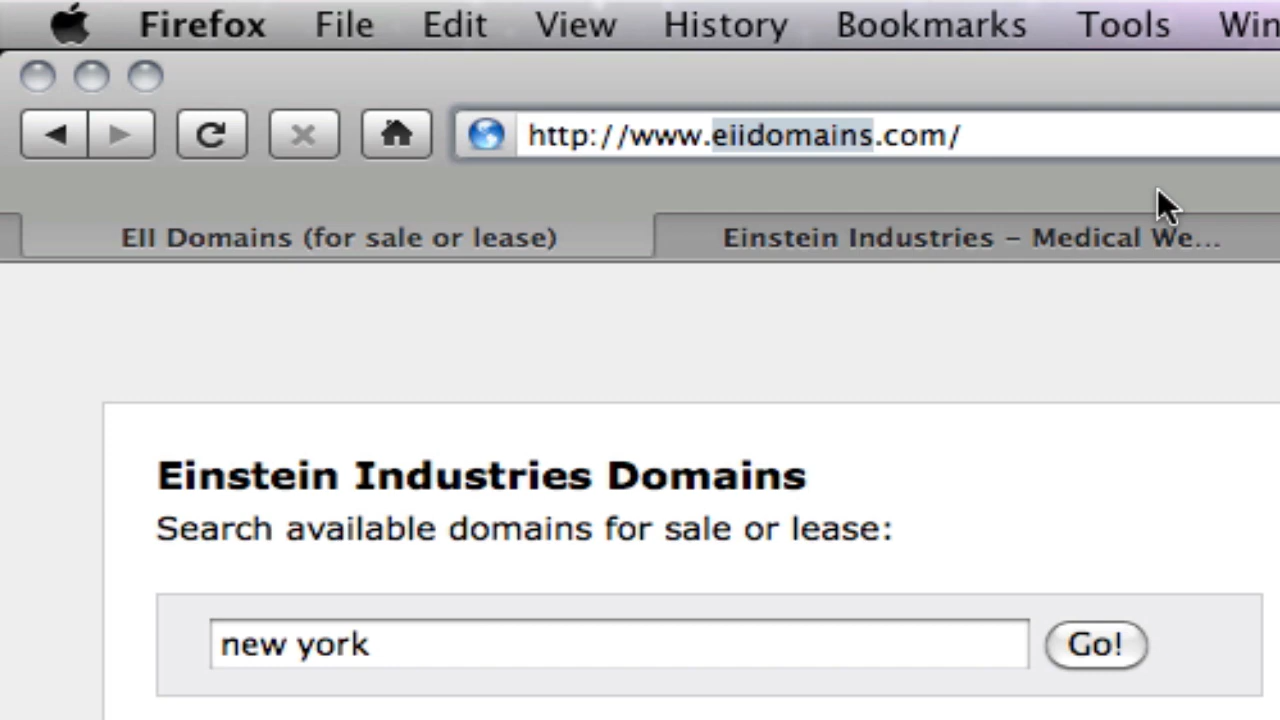 Firefox File Edit View History Bookmarks Tools Win
http://www.eiidomains.com/
EII Domains (for sale or lease) Einstein Industries – Medical We...
Einstein Industries Domains
Search available domains for sale or lease:
new york Go!